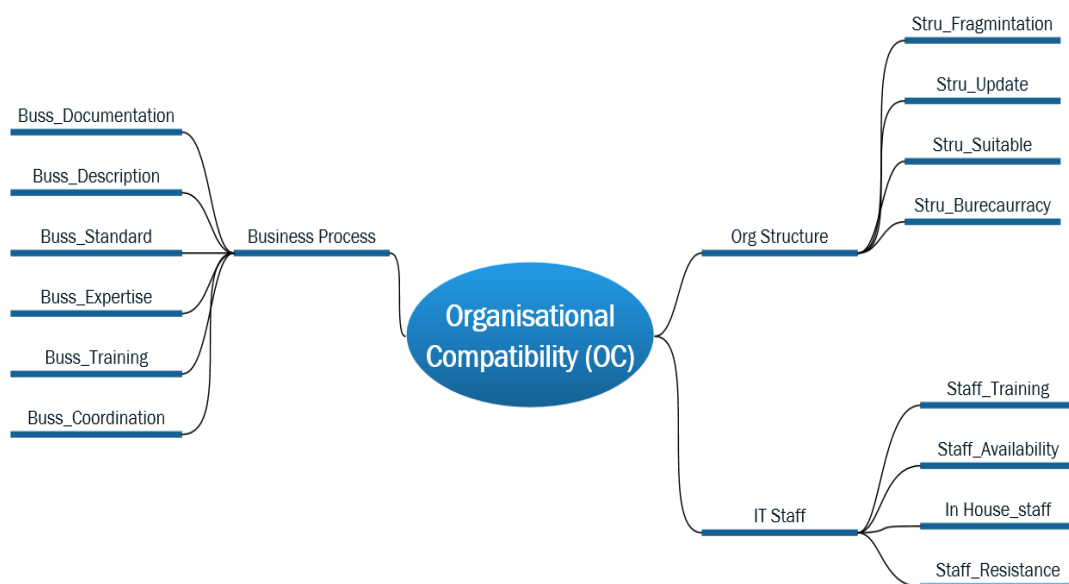 Buss_Documentation
Buss_Description
Buss_Standard
Buss_Expertise
Buss_Training
Buss_Coordination
Business Process
Organisational
Compatibility (OC)
Org Structure
Stru_Fragmintation
Stru_Update
Stru_Suitable
Stru_Burecaurracy
IT Staff
Staff_Training
Staff_Availability
In House_staff
Staff_Resistance